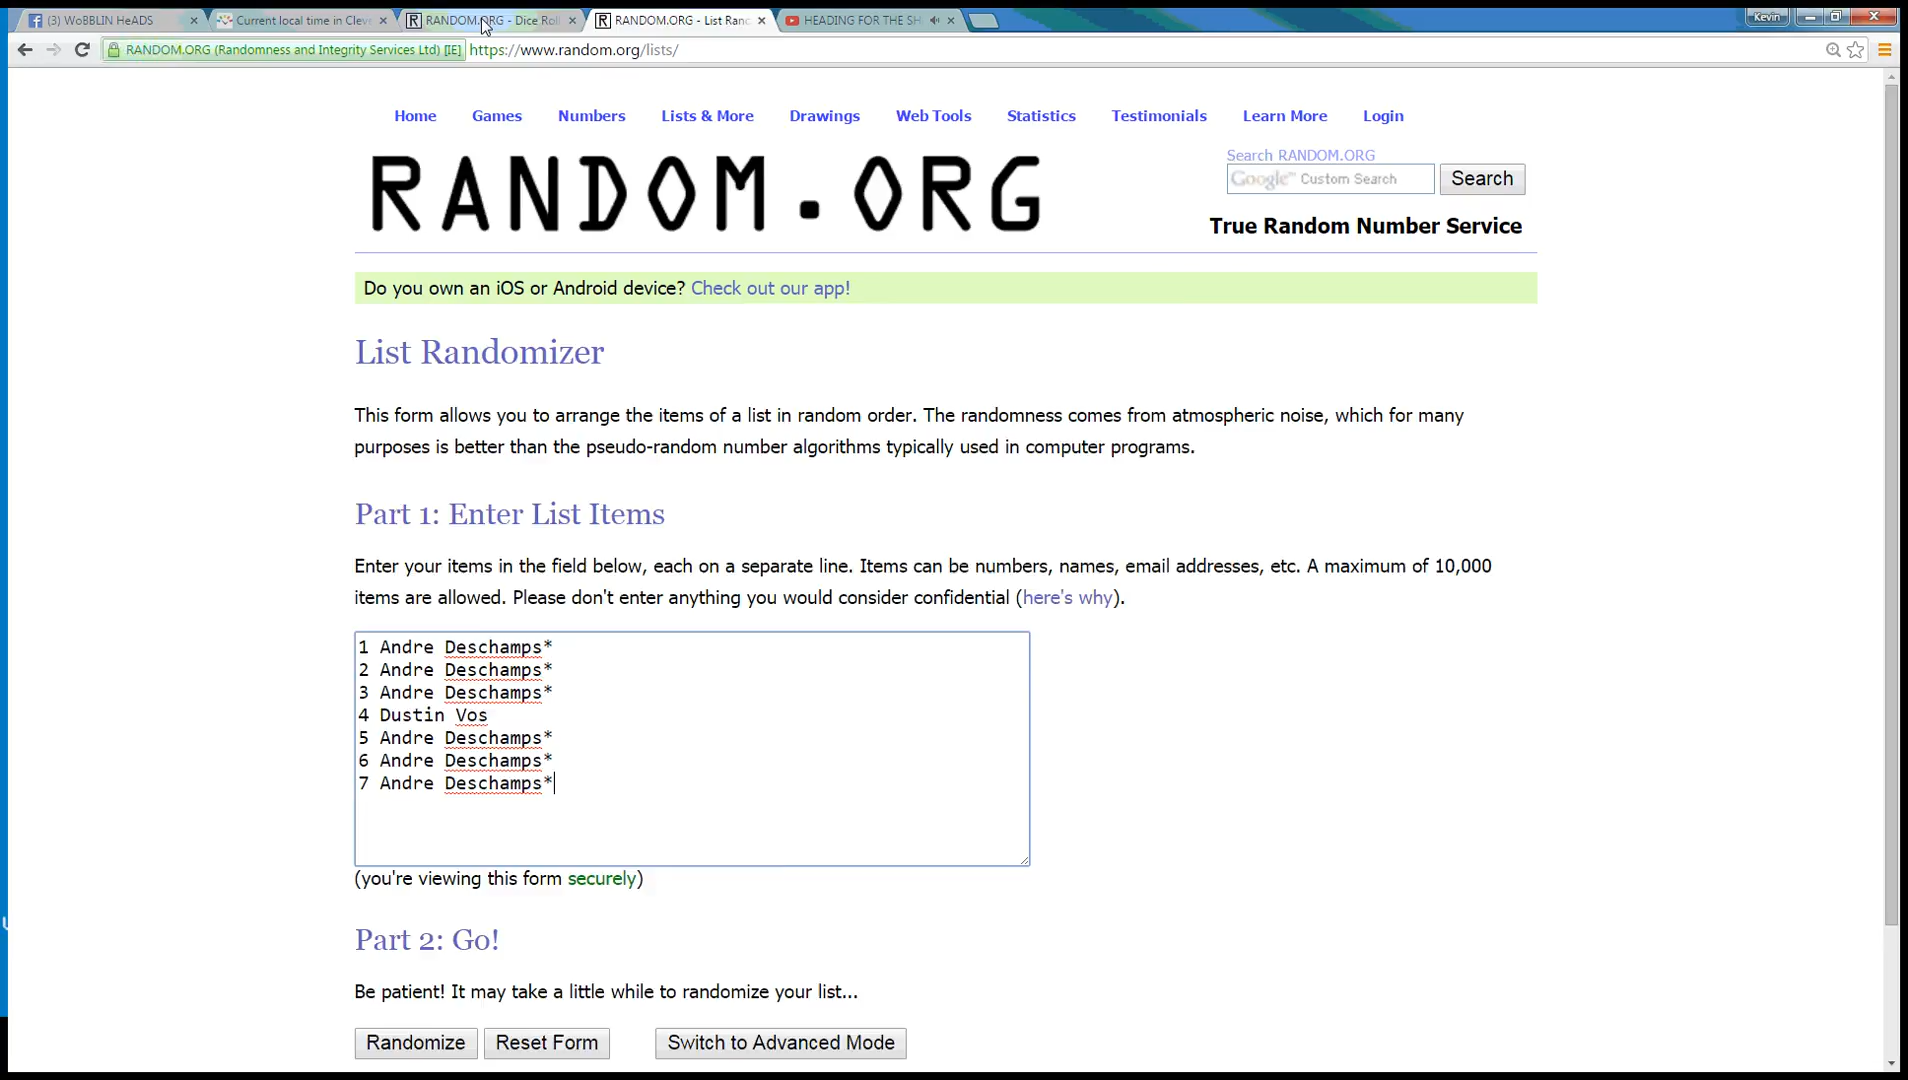 (3) WoBBLIN HeADS
Current local time in Cleve
RANDOM.ORG - Dice Roll
RANDOM.ORG - List Ranc
HEADING FOR THE SH
Kevin
RANDOM.ORG (Randomness and Integrity Services Ltd) [IE]
https://www.random.org/lists/
Home Games Numbers Lists & More Drawings Web Tools Statistics Testimonials Learn More Login
RANDOM.ORG
Search RANDOM.ORG
Google™ Custom Search
Search
True Random Number Service
Do you own an iOS or Android device? Check out our app!
List Randomizer
This form allows you to arrange the items of a list in random order. The randomness comes from atmospheric noise, which for many
purposes is better than the pseudo-random number algorithms typically used in computer programs.
Part 1: Enter List Items
Enter your items in the field below, each on a separate line. Items can be numbers, names, email addresses, etc. A maximum of 10,000
items are allowed. Please don't enter anything you would consider confidential (here's why).
1 Andre Deschamps*
2 Andre Deschamps*
3 Andre Deschamps*
4 Dustin Vos
5 Andre Deschamps*
6 Andre Deschamps*
7 Andre Deschamps*
(you're viewing this form securely)
Part 2: Go!
Be patient! It may take a little while to randomize your list...
Randomize Reset Form Switch to Advanced Mode